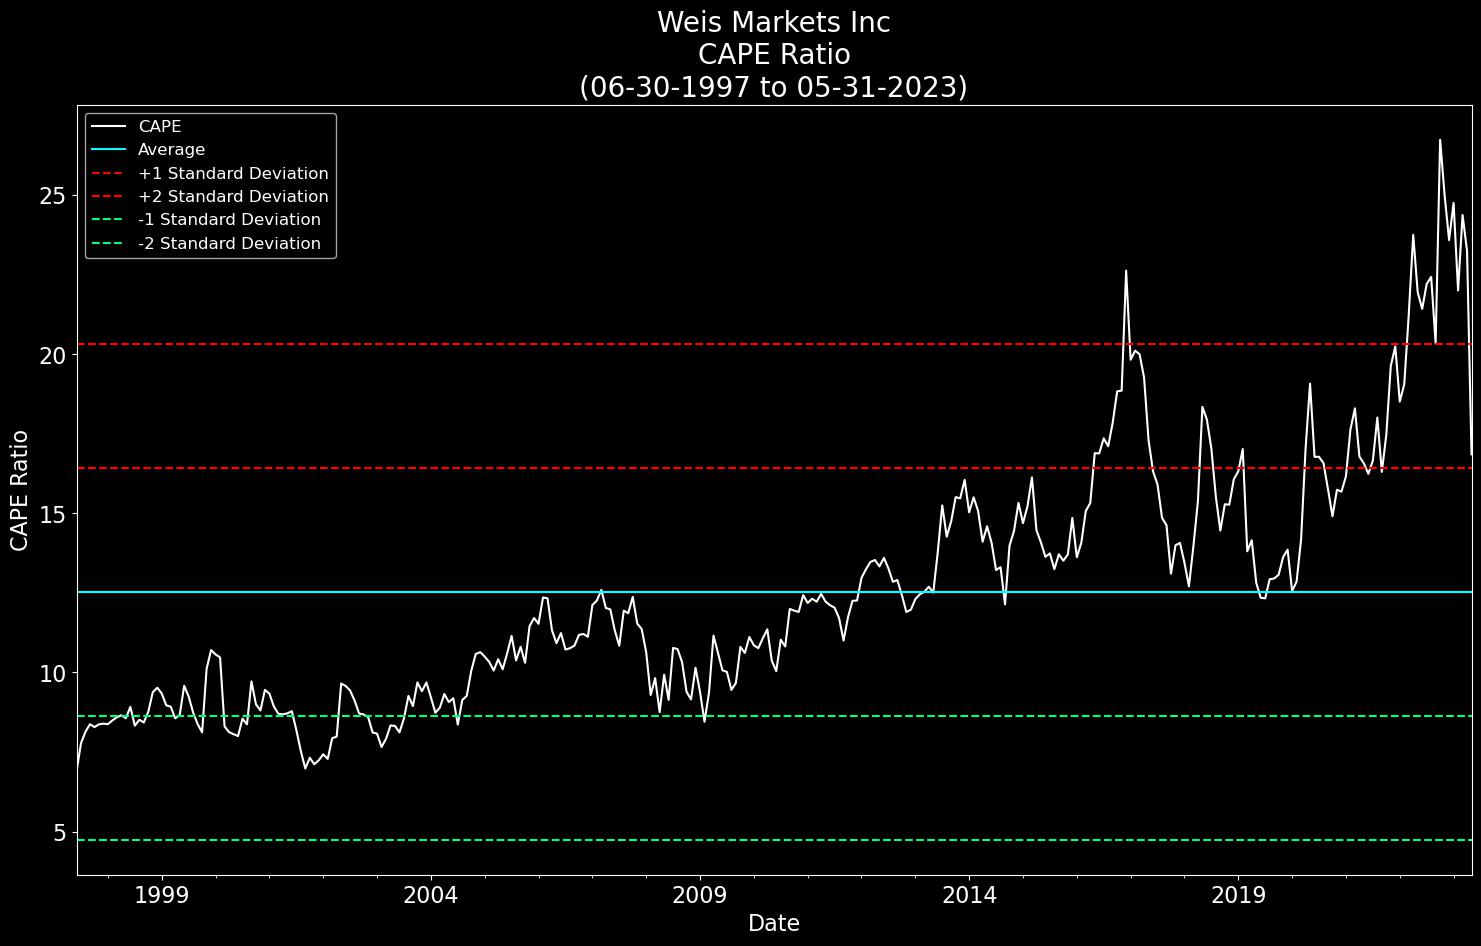 Weis Markets Inc
CAPE Ratio
(06-30-1997 to 05-31-2023)
CAPE
Average
+1 Standard Deviation
+2 Standard Deviation
-1 Standard Deviation
-2 Standard Deviation
CAPE Ratio
25
20
15
10
5
1999 2004 2009 2014 2019
Date